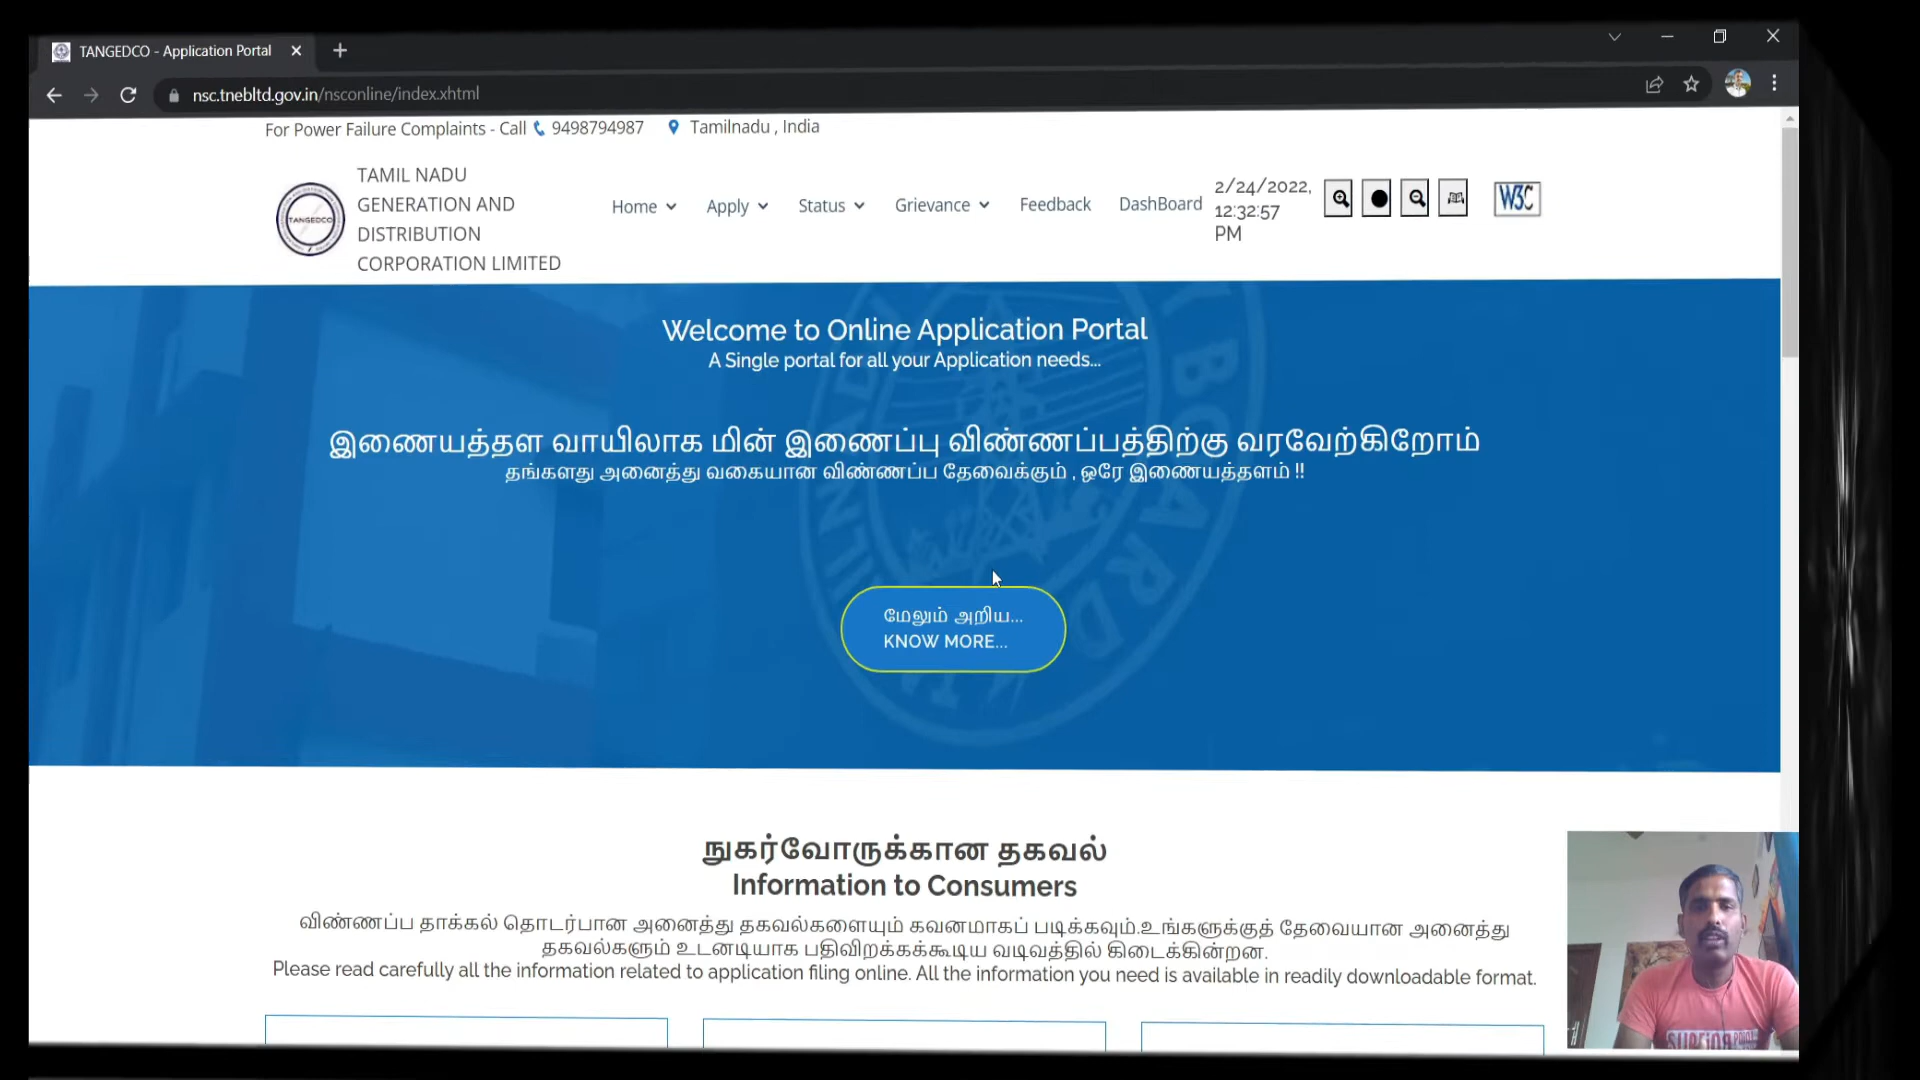 TANGEDCO - Application Portal
nsc.tnebltd.gov.in/nsconline/index.xhtml
For Power Failure Complaints - Call 9498794987 Tamilnadu , India
TANGEDCO
TAMIL NADU
GENERATION AND
DISTRIBUTION
CORPORATION LIMITED
Home Apply Status Grievance Feedback DashBoard
2/24/2022,
12:32:57
PM
W3C
Welcome to Online Application Portal
A Single portal for all your Application needs...
இணையத்தள வாயிலாக மின் இணைப்பு விண்ணப்பத்திற்கு வரவேற்கிறோம்
தங்களது அனைத்து வகையான விண்ணப்ப தேவைக்கும் , ஒரே இணையத்தளம் !!
மேலும் அறிய...
KNOW MORE...
நுகர்வோருக்கான தகவல்
Information to Consumers
விண்ணப்ப தாக்கல் தொடர்பான அனைத்து தகவல்களையும் கவனமாகப் படிக்கவும்.உங்களுக்குத் தேவையான அனைத்து
தகவல்களும் உடனடியாக பதிவிறக்கக்கூடிய வடிவத்தில் கிடைக்கின்றன.
Please read carefully all the information related to application filing online. All the information you need is available in readily downloadable format.